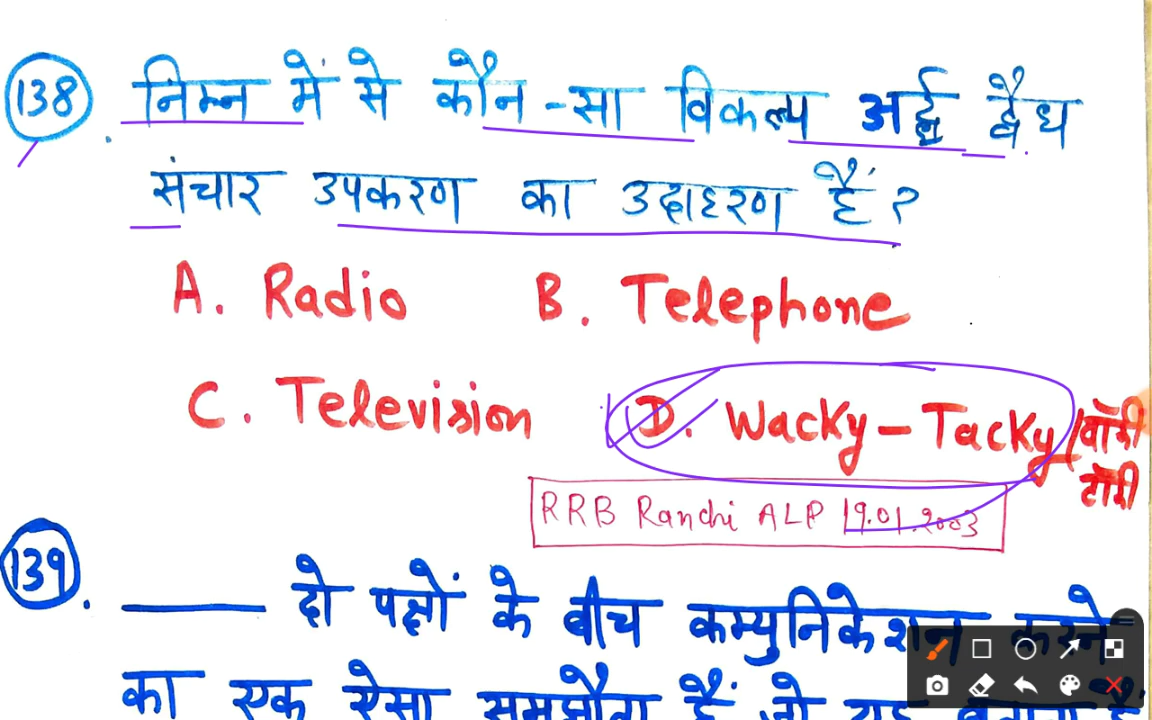 138. निम्न में से कौन-सा विकल्प अर्द्ध द्वैध
संचार उपकरण का उदाहरण हैं?
A. Radio B. Telephone
C. Television D. Wacky-Tacky/वॉकी
टॉकी
RRB Ranchi ALP 19.01.2003
139. ____ दो पक्षों के बीच कम्युनिकेशन करने
का एक ऐसा समझौता हैं जो यह